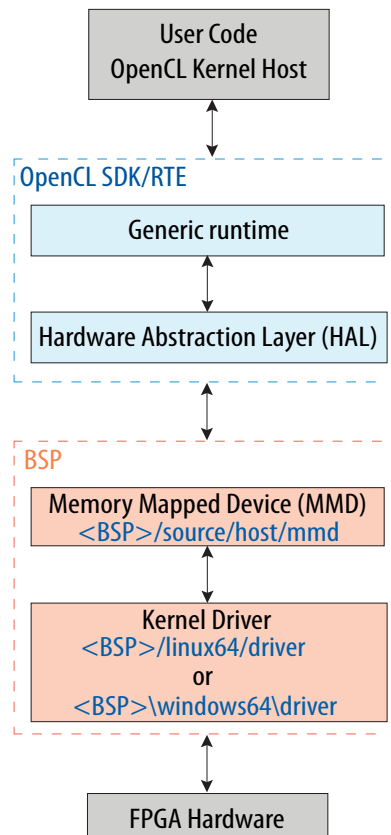 User Code
OpenCL Kernel Host
OpenCL SDK/RTE
Generic runtime
Hardware Abstraction Layer (HAL)
BSP
Memory Mapped Device (MMD)
<BSP>/source/host/mmd
Kernel Driver
<BSP>/linux64/driver
or
<BSP>\windows64\driver
FPGA Hardware